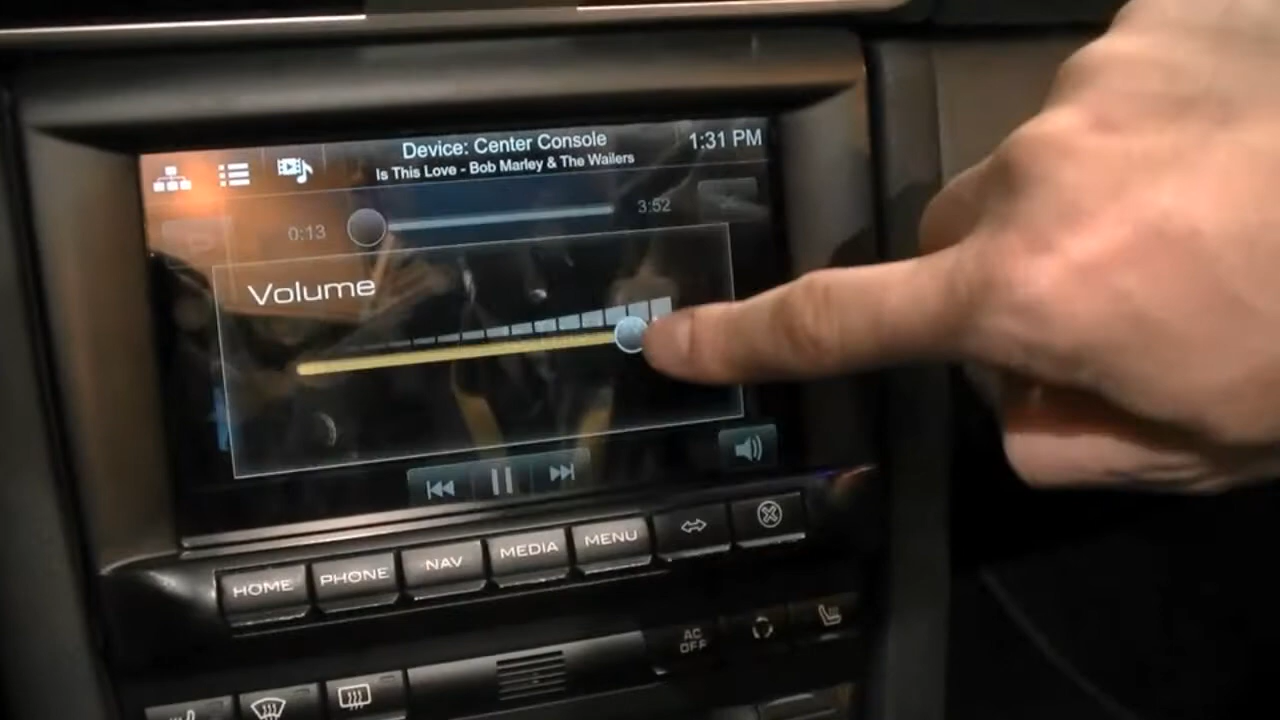 Device: Center Console
1:31 PM
Is This Love - Bob Marley & The Wailers
0:13
3:52
Volume
HOME
PHONE
NAV
MEDIA
MENU
AC
OFF